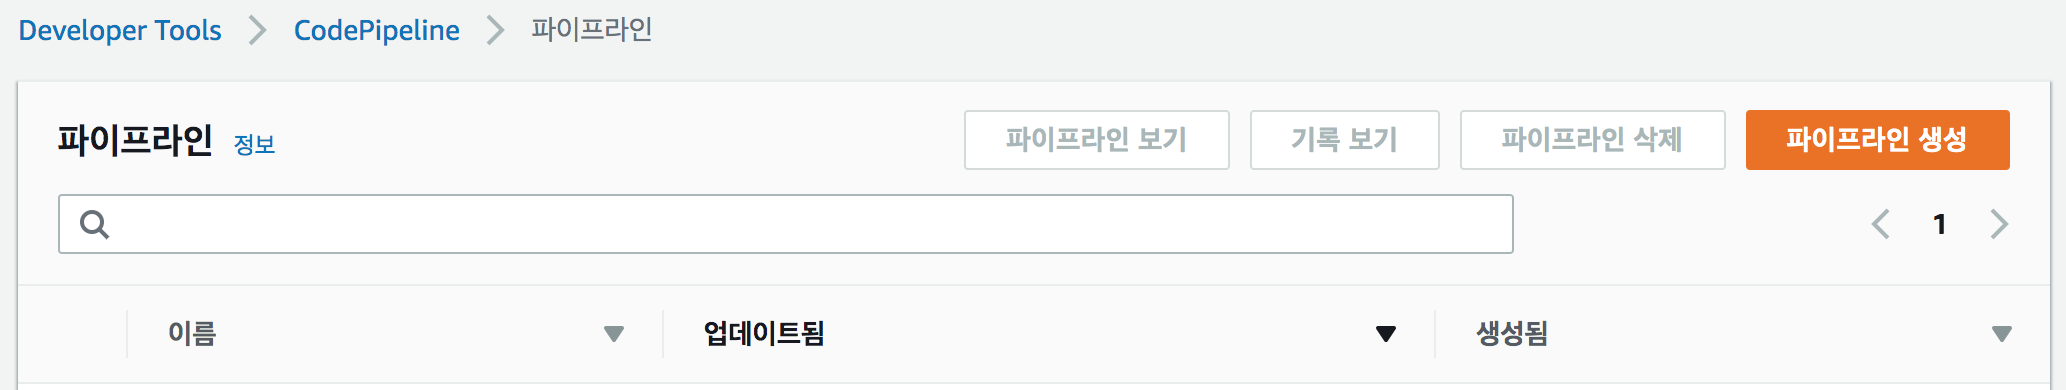 Developer Tools > CodePipeline > 파이프라인
파이프라인 정보 파이프라인 보기 기록 보기 파이프라인 삭제 파이프라인 생성
1
이름 업데이트됨 생성됨